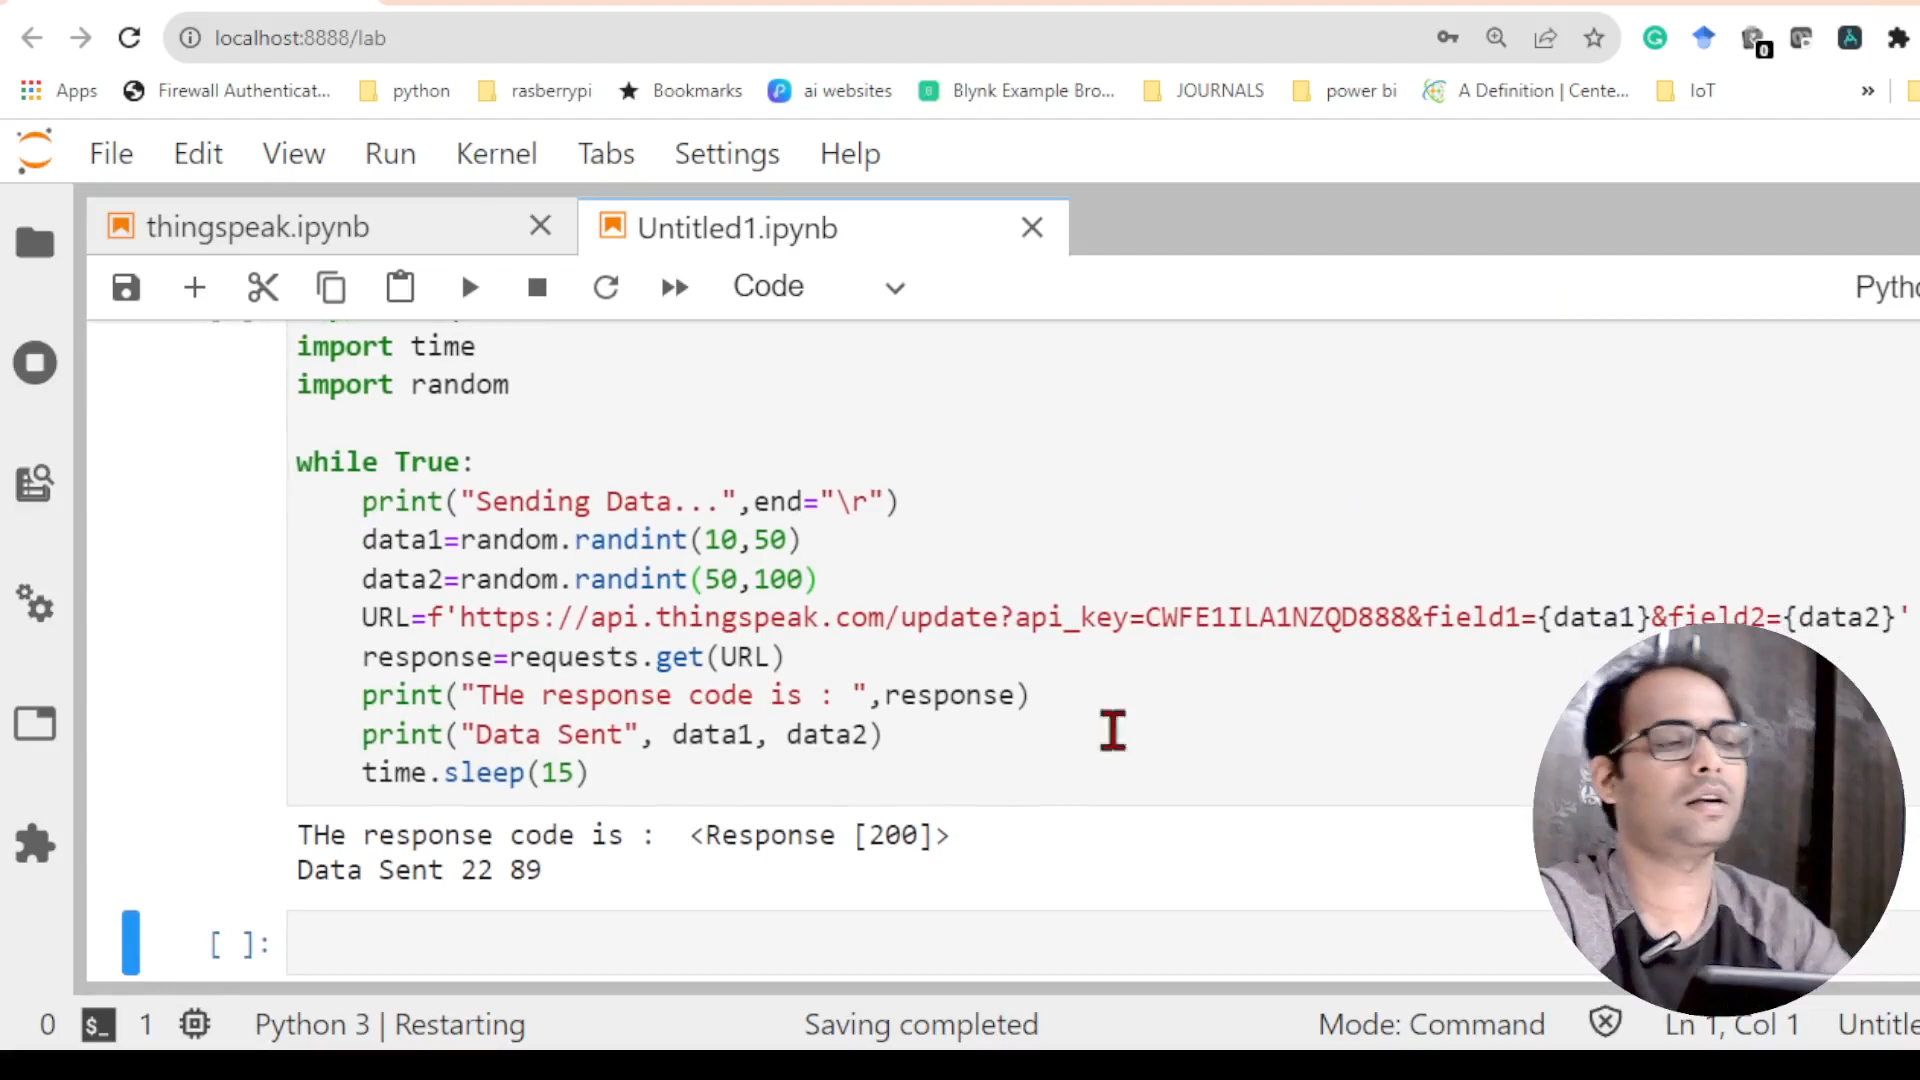 localhost:8888/lab
0
Apps Firewall Authenticat... python rasberrypi Bookmarks ai websites Blynk Example Bro... JOURNALS power bi A Definition | Cente... IoT »
File Edit View Run Kernel Tabs Settings Help
thingspeak.ipynb Untitled1.ipynb
Code
import time
import random
while True:
print("Sending Data...",end="\r")
data1=random.randint(10,50)
data2=random.randint(50,100)
URL=f'https://api.thingspeak.com/update?api_key=CWFE1ILA1NZQD888&field1={data1}&field2={data2}'
response=requests.get(URL)
print("THe response code is : ",response)
print("Data Sent", data1, data2)
time.sleep(15)
THe response code is :  <Response [200]>
Data Sent 22 89
[ ]:
0 $_ 1 Python 3 | Restarting Saving completed Mode: Command Ln 1, Col 1 Untitle